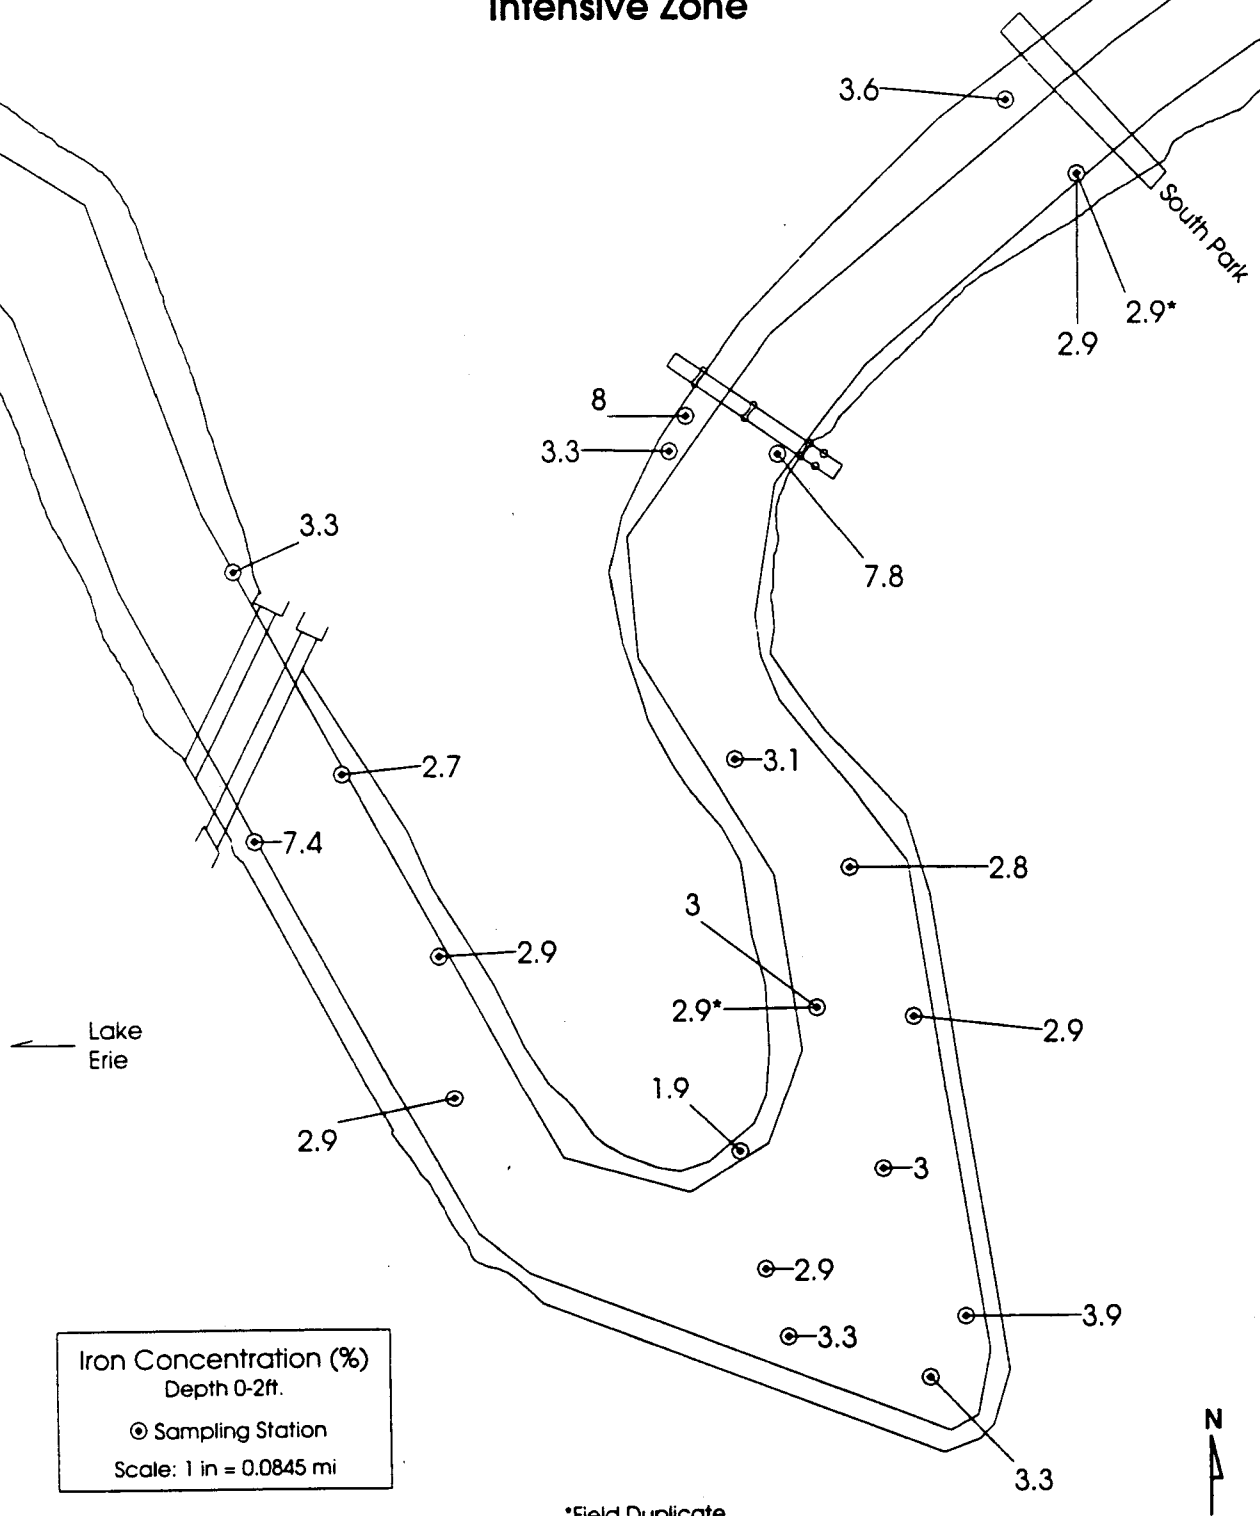 Intensive Zone
3.6
South Park
2.9*
2.9
8
3.3
7.8
3.3
2.7
3.1
7.4
2.8
3
2.9
2.9*
2.9
Lake
Erie
1.9
2.9
3
2.9
3.9
3.3
Iron Concentration (%)
Depth 0-2ft.
Sampling Station
Scale: 1 in = 0.0845 mi
3.3
N
*Field Duplicate